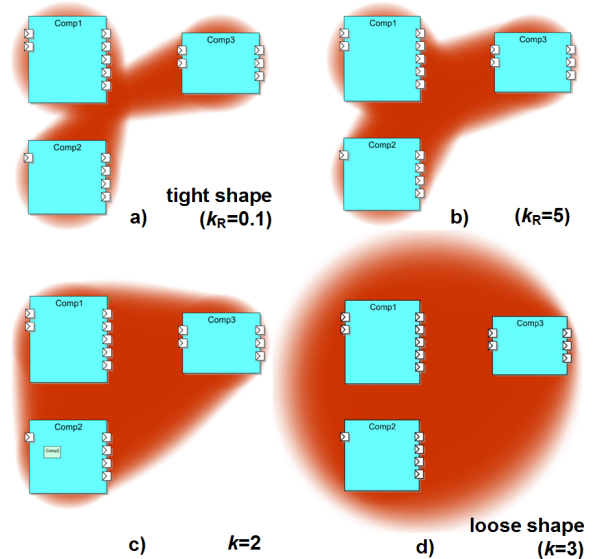 Comp1
Comp3
Comp2
a)
tight shape
(kR=0.1)
Comp1
Comp3
Comp2
b)
(kR=5)
Comp1
Comp3
Comp2
Comp2
c)
k=2
Comp1
Comp3
Comp2
d)
loose shape
(k=3)